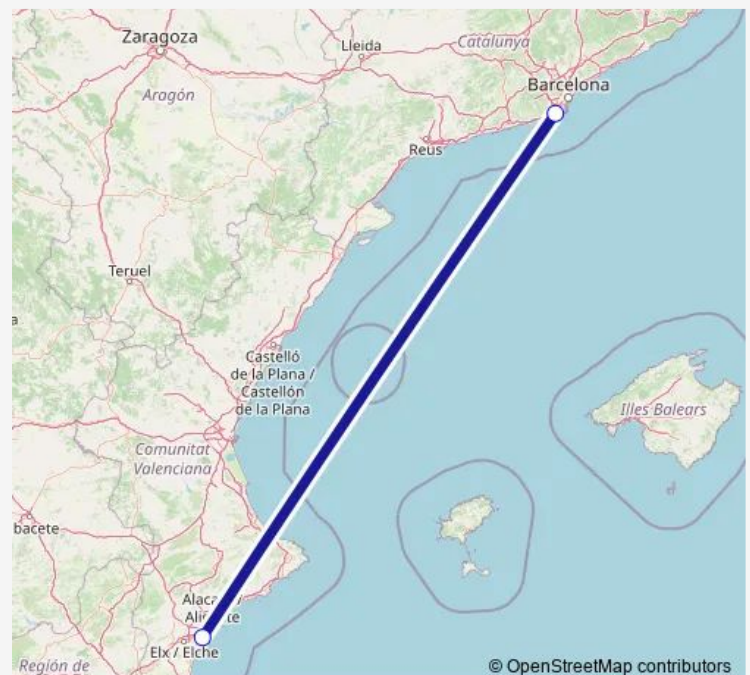 Zaragoza
Lleida
Catalunya
Barcelona
Aragón
Reus
Teruel
a
Castelló
de la Plana /
Castellón
de la Plana
Illes Balears
Comunitat
Valenciana
bacete
Elx / Elche
Región de
© OpenStreetMap contributors